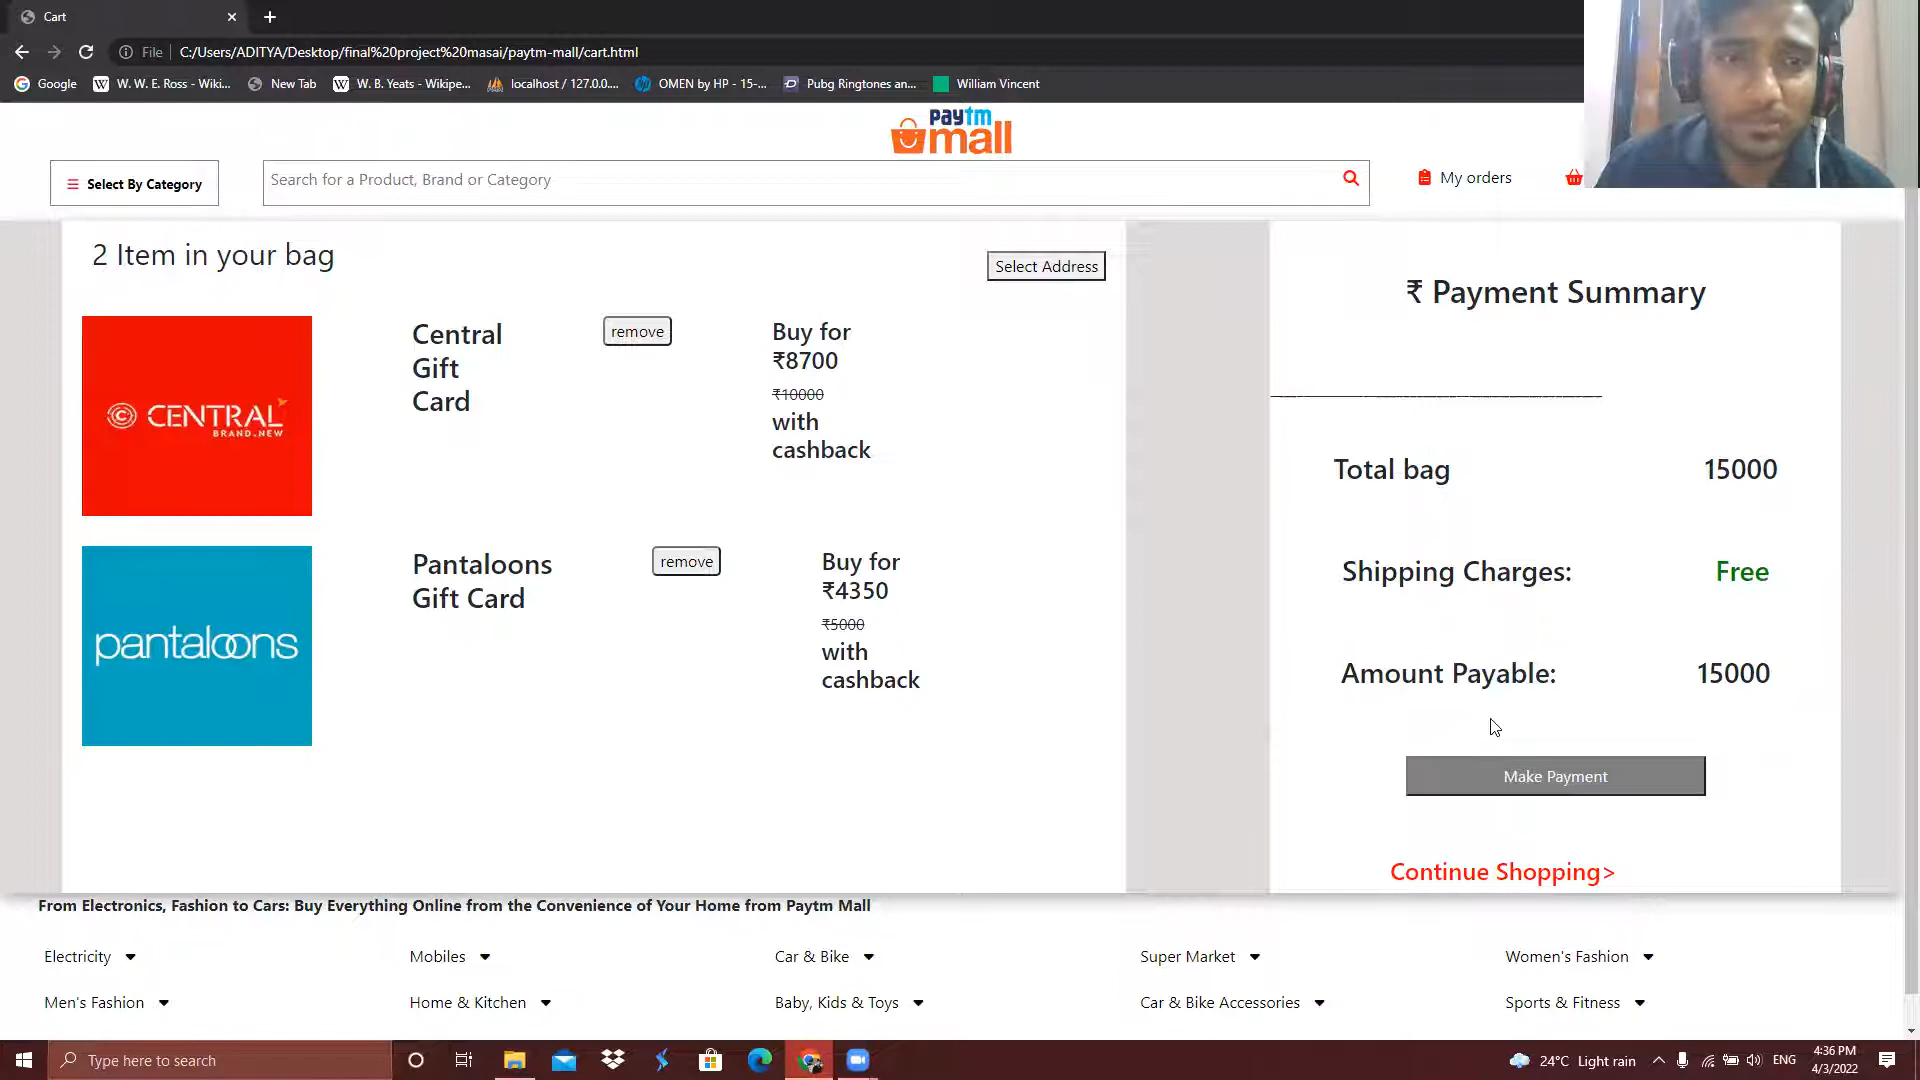 Cart
File
C:/Users/ADITYA/Desktop/final%20project%20masai/paytm-mall/cart.html
Google
W. W. E. Ross - Wiki...
New Tab
W. B. Yeats - Wikipe...
localhost / 127.0.0....
OMEN by HP - 15-...
Pubg Ringtones an...
William Vincent
paytm
mall
Select By Category
Search for a Product, Brand or Category
My orders
2 Item in your bag
Select Address
₹ Payment Summary
Central
Gift
Card
remove
Buy for
₹8700
₹10000
with
cashback
CENTRAL
BRAND.NEW
Total bag
15000
Pantaloons
Gift Card
remove
Buy for
₹4350
₹5000
with
cashback
pantaloons
Shipping Charges:
Free
Amount Payable:
15000
Make Payment
Continue Shopping>
From Electronics, Fashion to Cars: Buy Everything Online from the Convenience of Your Home from Paytm Mall
Electricity
Mobiles
Car & Bike
Super Market
Women's Fashion
Men's Fashion
Home & Kitchen
Baby, Kids & Toys
Car & Bike Accessories
Sports & Fitness
Type here to search
24°C Light rain
ENG
4:36 PM
4/3/2022